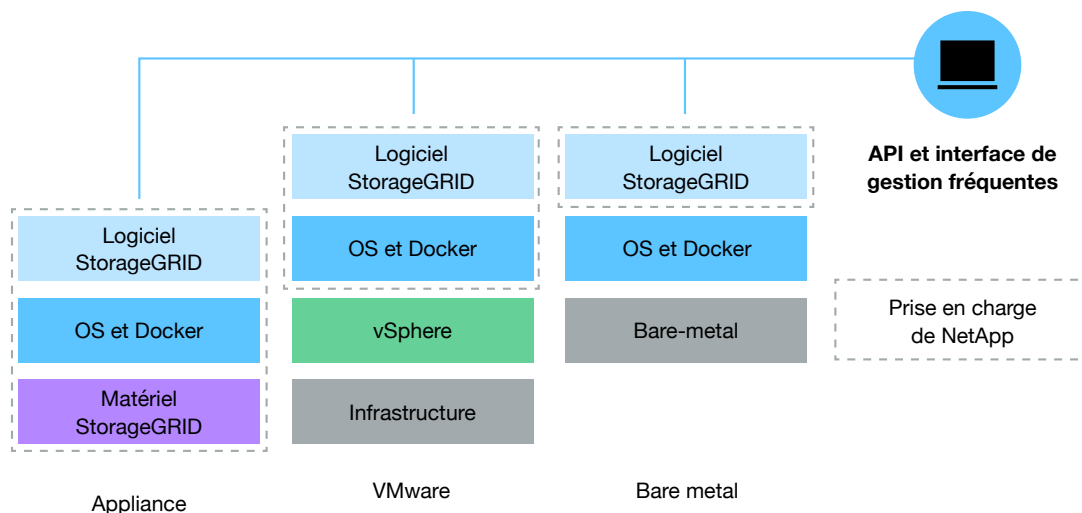 API et interface de
gestion fréquentes
Logiciel
StorageGRID
OS et Docker
Matériel
StorageGRID
Appliance
Logiciel
StorageGRID
OS et Docker
vSphere
Infrastructure
VMware
Logiciel
StorageGRID
OS et Docker
Bare-metal
Bare metal
Prise en charge
de NetApp